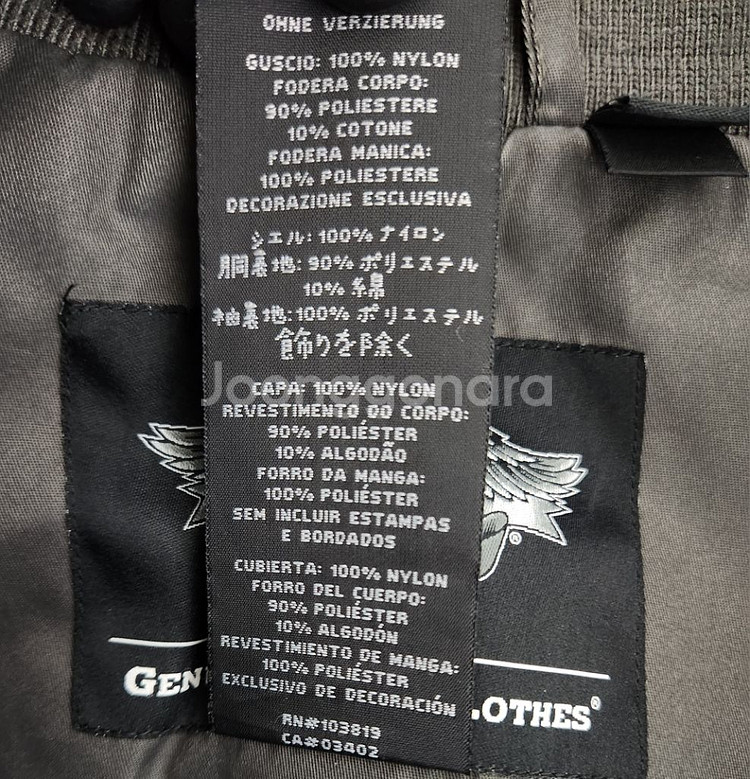 OHNE VERZIERUNG
GUSCIO: 100% NYLON
FODERA CORPO:
90% POLIESTERE
10% COTONE
FODERA MANICA:
100% POLIESTERE
DECORAZIONE ESCLUSIVA
シェル: 100% ナイロン
胴裏地: 90% ポリエステル
10% 綿
袖裏地: 100% ポリエステル
飾りを除く
Joonggonara
CAPA: 100% NYLON
REVESTIMENTO DO CORPO:
90% POLIÉSTER
10% ALGODÃO
FORRO DA MANGA:
100% POLIÉSTER
SEM INCLUIR ESTAMPAS
E BORDADOS
®
CUBIERTA: 100% NYLON
FORRO DEL CUERPO:
90% POLIÉSTER
10% ALGODÓN
REVESTIMIENTO DE MANGA:
100% POLIÉSTER
EXCLUSIVO DE DECORACIÓN
RN#103819
CA#03402